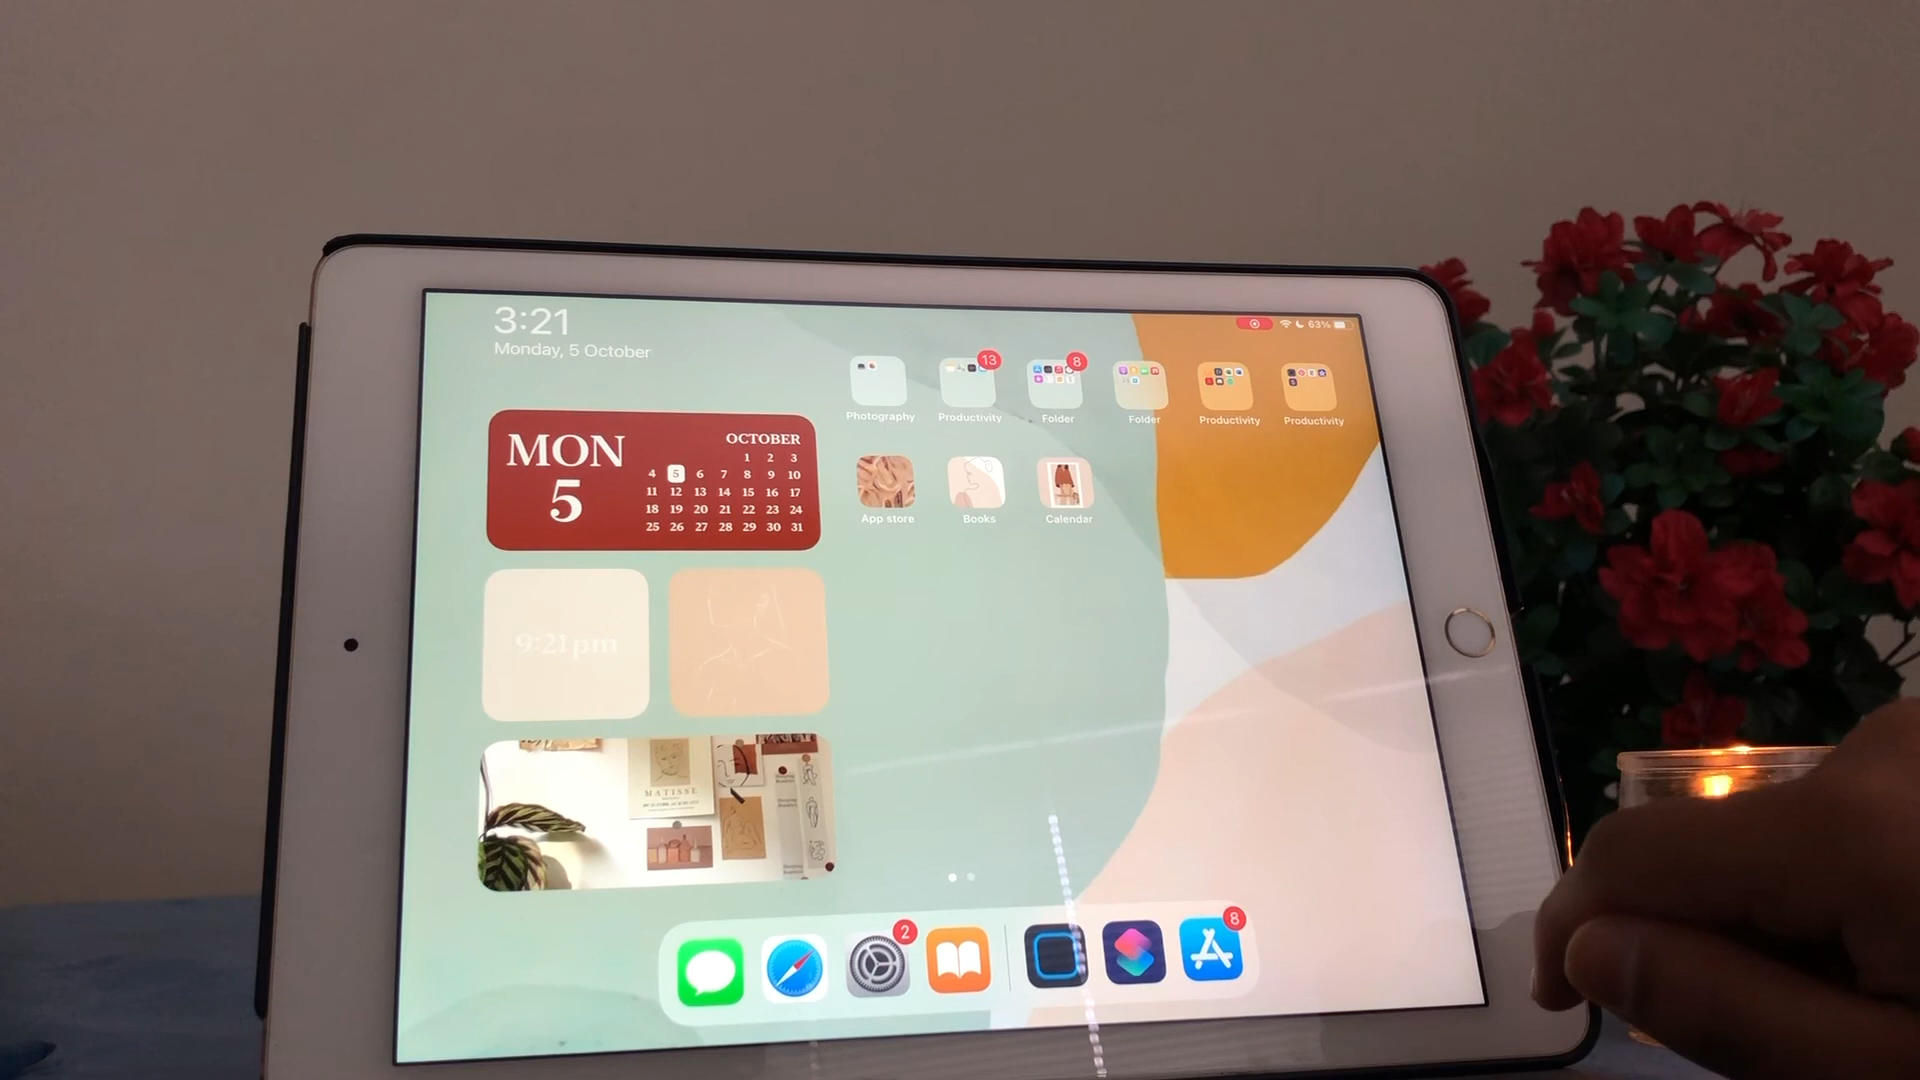 3:21
Monday, 5 October
63%
13
8
Photography
Productivity
Folder
Folder
Productivity
Productivity
MON
5
OCTOBER
1 2 3
4 5 6 7 8 9 10
11 12 13 14 15 16 17
18 19 20 21 22 23 24
25 26 27 28 29 30 31
App store
Books
Calendar
9:21pm
MATISSE
2
8